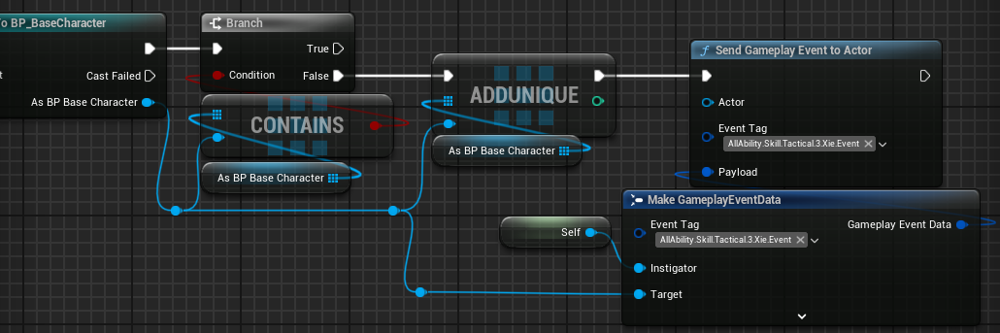 To BP_BaseCharacter
Branch
True
Cast Failed
Condition
False
As BP Base Character
CONTAINS
As BP Base Character
ADDUNIQUE
As BP Base Character
Send Gameplay Event to Actor
Actor
Event Tag
AllAbility.Skill.Tactical.3.Xie.Event
Payload
Make GameplayEventData
Self
Event Tag
AllAbility.Skill.Tactical.3.Xie.Event
Gameplay Event Data
Instigator
Target